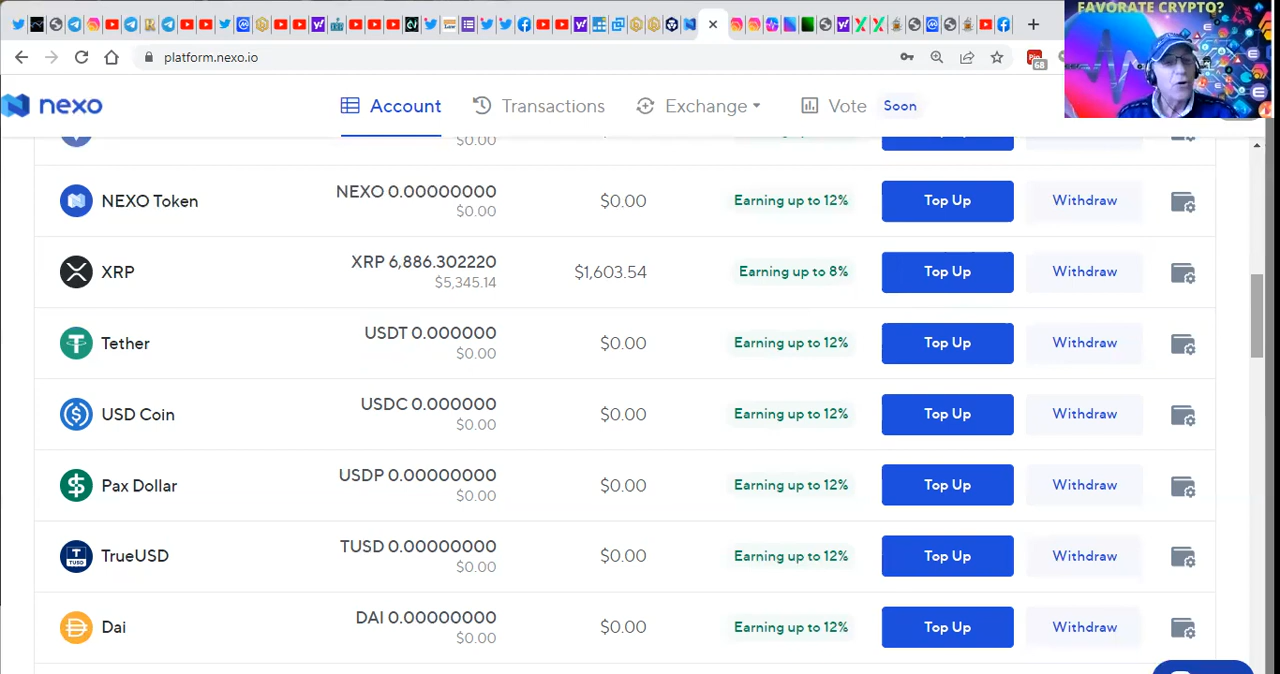 FAVORATE CRYPTO?
platform.nexo.io
68
nexo
Account
Transactions
Exchange
Vote
Soon
$0.00
NEXO Token
NEXO 0.00000000
$0.00
$0.00
Earning up to 12%
Top Up
Withdraw
XRP
XRP 6,886.302220
$5,345.14
$1,603.54
Earning up to 8%
Top Up
Withdraw
Tether
USDT 0.000000
$0.00
$0.00
Earning up to 12%
Top Up
Withdraw
USD Coin
USDC 0.000000
$0.00
$0.00
Earning up to 12%
Top Up
Withdraw
Pax Dollar
USDP 0.00000000
$0.00
$0.00
Earning up to 12%
Top Up
Withdraw
TUSD
TrueUSD
TUSD 0.00000000
$0.00
$0.00
Earning up to 12%
Top Up
Withdraw
Dai
DAI 0.00000000
$0.00
$0.00
Earning up to 12%
Top Up
Withdraw